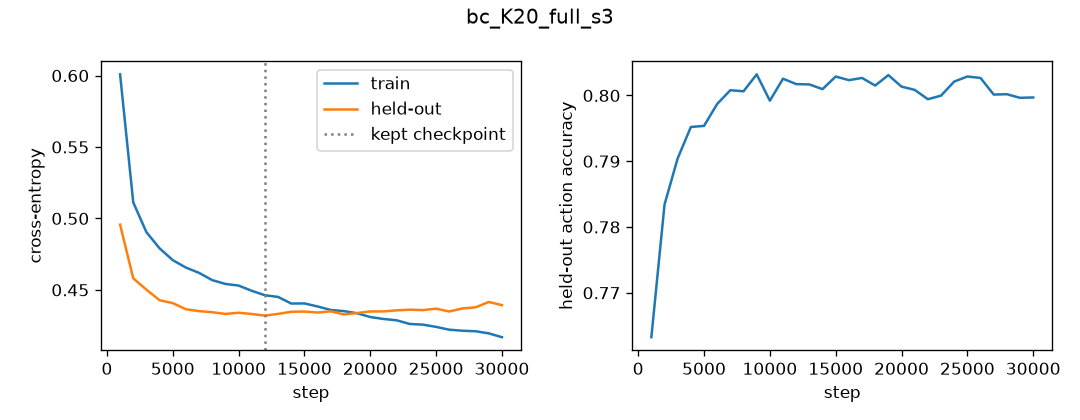 bc_K20_full_s3
0.60
0.55
0.50
0.45
cross-entropy
train
held-out
kept checkpoint
0 5000 10000 15000 20000 25000 30000
step
0.80
0.79
0.78
0.77
held-out action accuracy
0 5000 10000 15000 20000 25000 30000
step